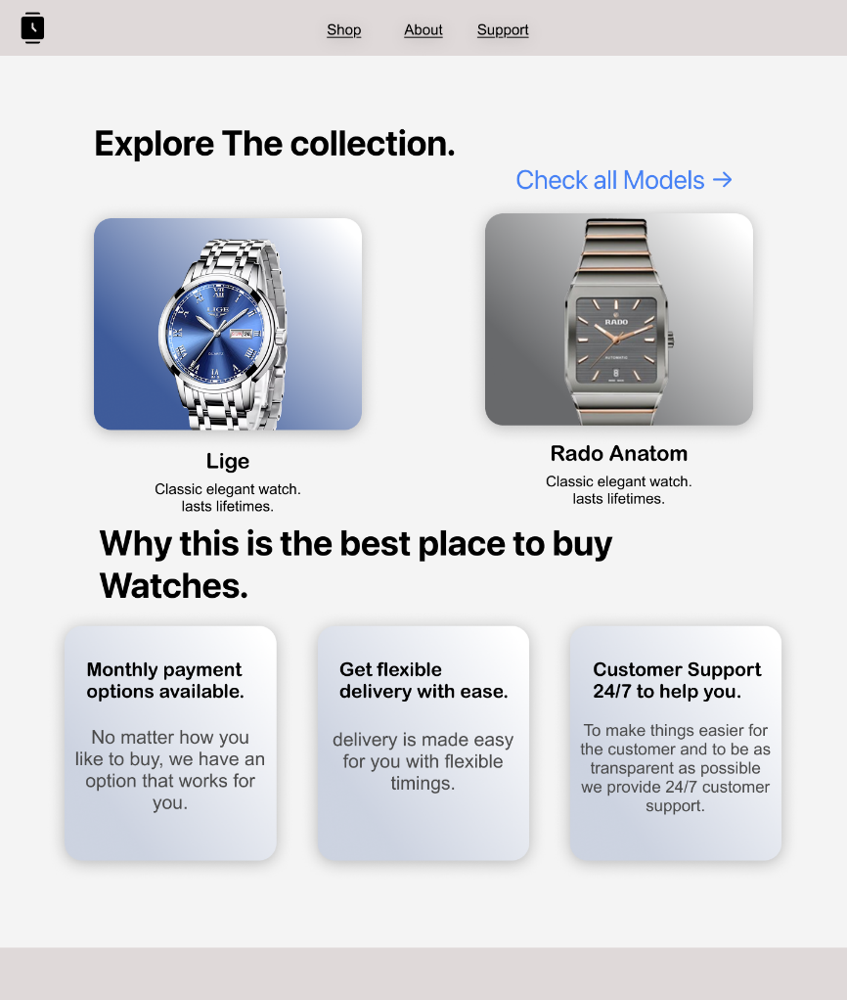 Shop About Support
Explore The collection.
Check all Models →
LIGE
QUARTZ
RADO
AUTOMATIC
8
Lige
Classic elegant watch.
lasts lifetimes.
Rado Anatom
Classic elegant watch.
lasts lifetimes.
Why this is the best place to buy
Watches.
Monthly payment
options available.
No matter how you
like to buy, we have an
option that works for
you.
Get flexible
delivery with ease.
delivery is made easy
for you with flexible
timings.
Customer Support
24/7 to help you.
To make things easier for
the customer and to be as
transparent as possible
we provide 24/7 customer
support.